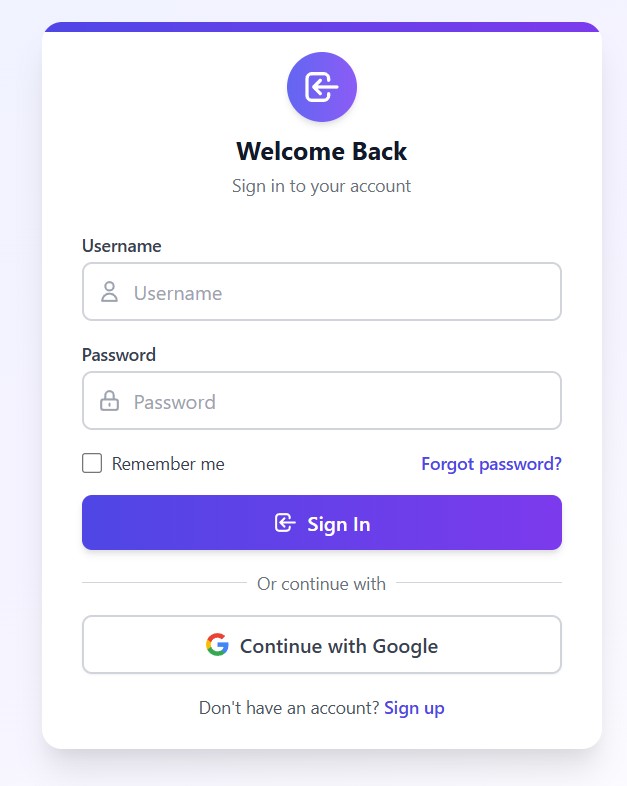 Welcome Back
Sign in to your account
Username
Username
Password
Password
Remember me Forgot password?
Sign In
Or continue with
Continue with Google
Don't have an account? Sign up